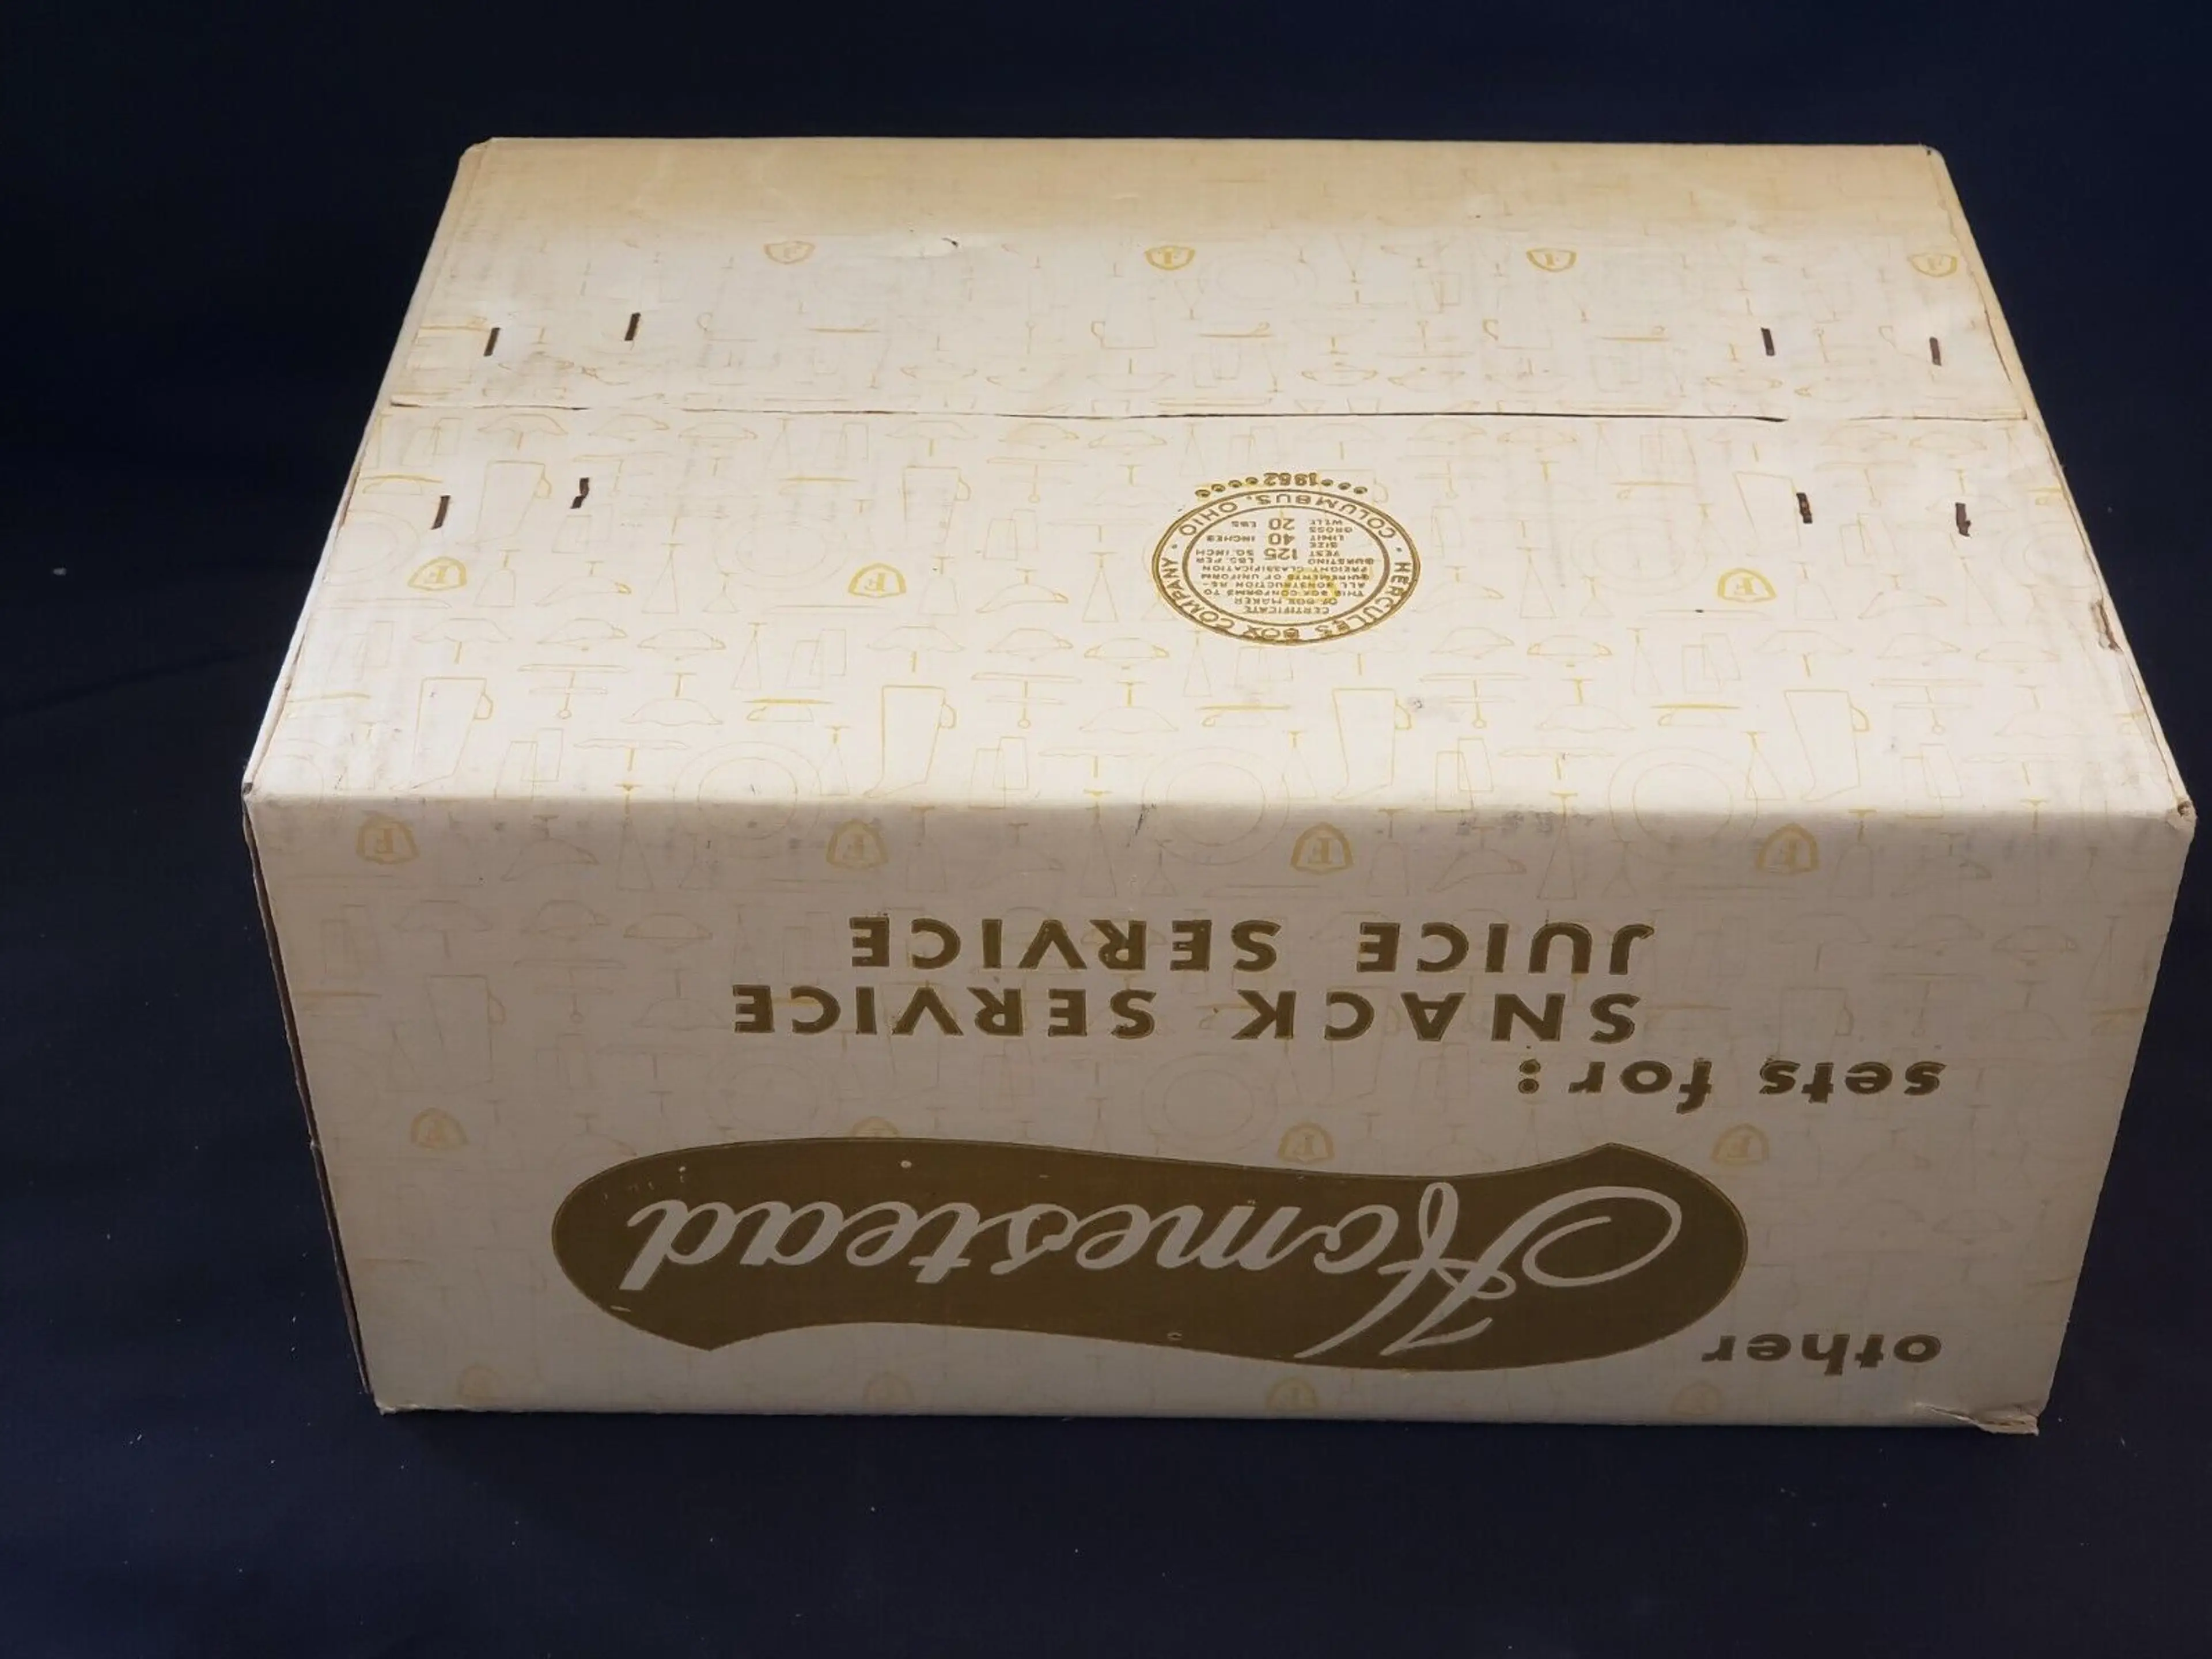 other
Homestead
sets for:
SNACK SERVICE
JUICE SERVICE
HERCULES BOX COMPANY
COLUMBUS, OHIO
CERTIFICATE
OF BOX MAKER
THIS BOX CONFORMS TO
ALL CONSTRUCTION RE-
QUIREMENTS OF UNIFORM
FREIGHT CLASSIFICATION
BURSTING LBS. PER
TEST 125 SQ. INCH
SIZE
LIMIT 40 INCHES
GROSS
WT. LT. 20 LBS
1962
F